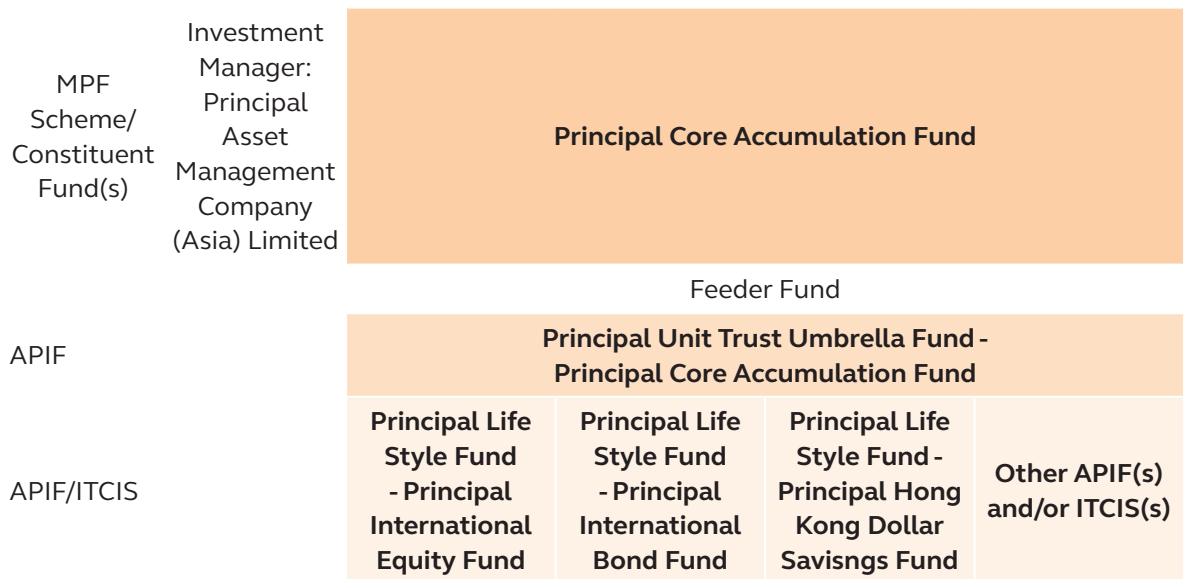 MPF
Scheme/
Constituent
Fund(s)
Investment
Manager:
Principal
Asset
Management
Company
(Asia) Limited
Principal Core Accumulation Fund
Feeder Fund
APIF
Principal Unit Trust Umbrella Fund -
Principal Core Accumulation Fund
APIF/ITCIS
Principal Life
Style Fund
- Principal
International
Equity Fund
Principal Life
Style Fund
- Principal
International
Bond Fund
Principal Life
Style Fund -
Principal Hong
Kong Dollar
Savisngs Fund
Other APIF(s)
and/or ITCIS(s)